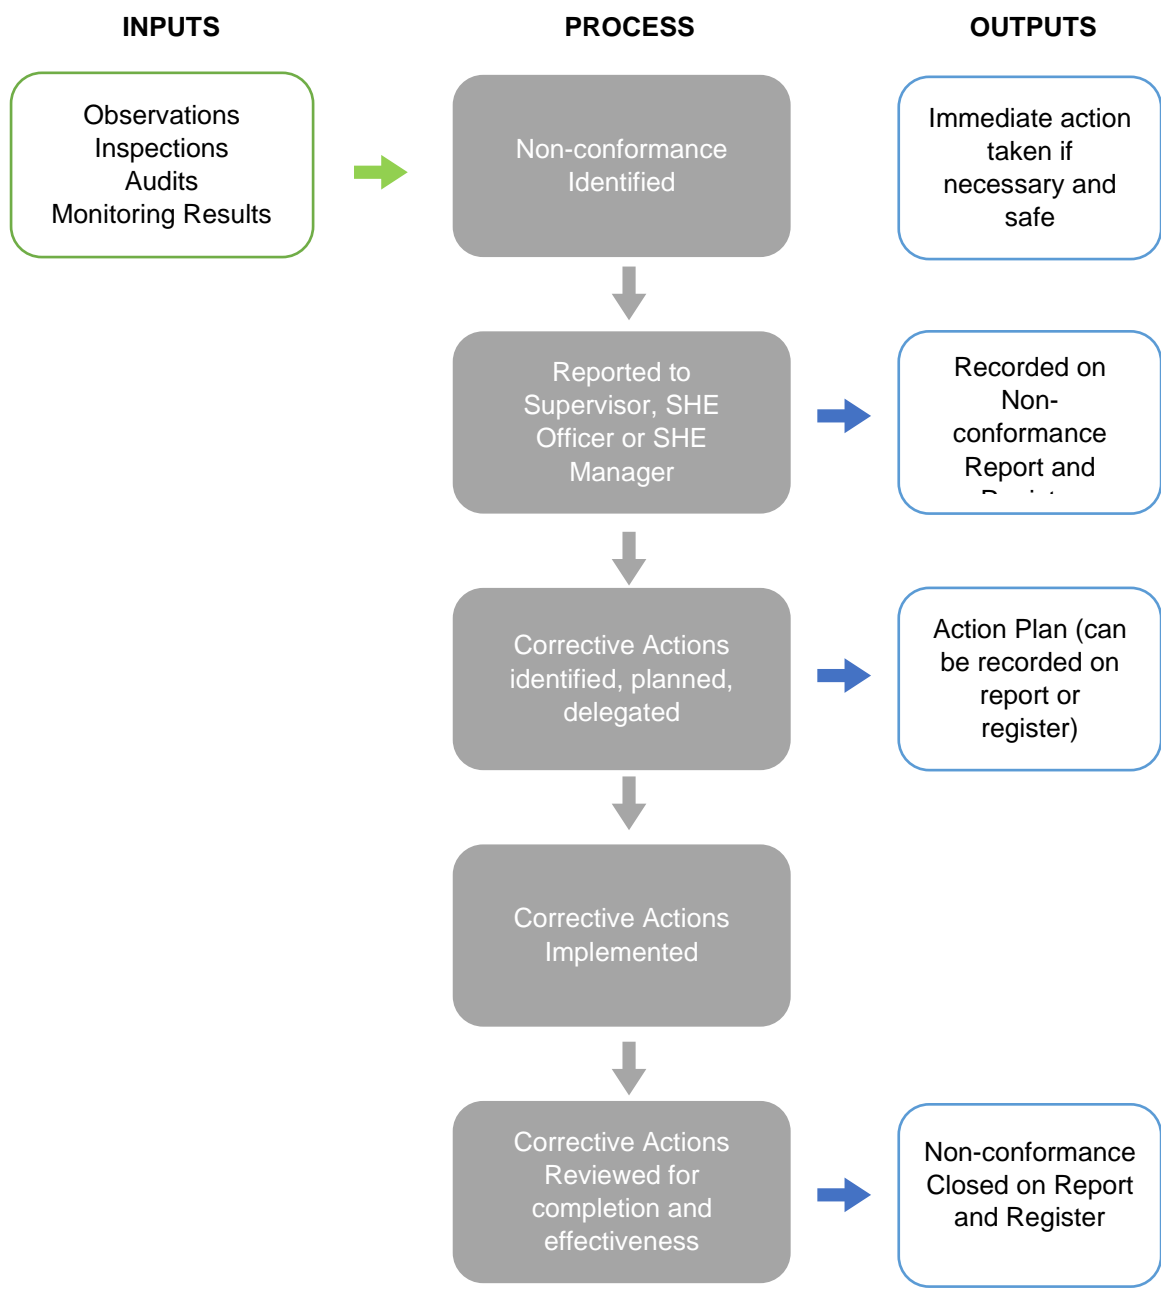 INPUTS
PROCESS
OUTPUTS
Observations
Inspections
Audits
Monitoring Results
Non-conformance
Identified
Immediate action
taken if
necessary and
safe
Reported to
Supervisor, SHE
Officer or SHE
Manager
Recorded on
Non-
conformance
Report and
Corrective Actions
identified, planned,
delegated
Action Plan (can
be recorded on
report or
register)
Corrective Actions
Implemented
Corrective Actions
Reviewed for
completion and
effectiveness
Non-conformance
Closed on Report
and Register